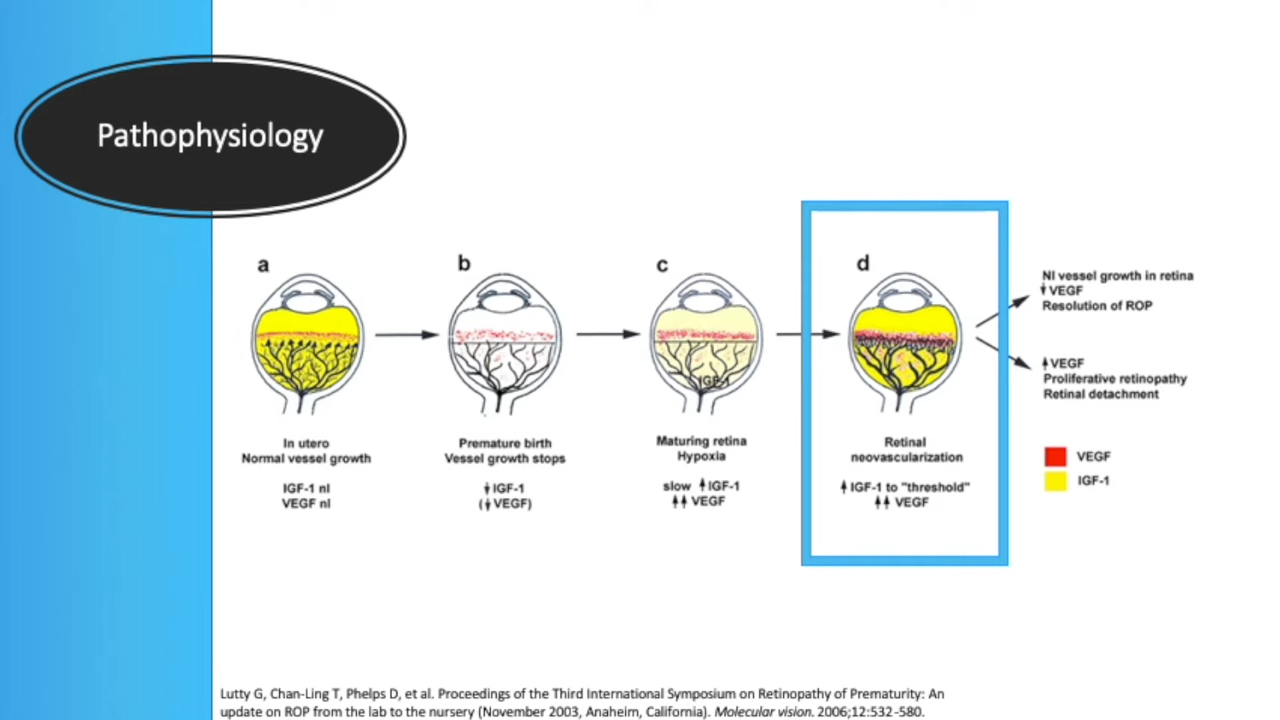 Pathophysiology
a
b
c
d
IGF-1
In utero
Normal vessel growth
IGF-1 nl
VEGF nl
Premature birth
Vessel growth stops
↓IGF-1
(↓VEGF)
Maturing retina
Hypoxia
slow ↑IGF-1
↑↑ VEGF
Retinal
neovascularization
↑ IGF-1 to "threshold"
↑↑ VEGF
Nl vessel growth in retina
↓VEGF
Resolution of ROP
↑VEGF
Proliferative retinopathy
Retinal detachment
VEGF
IGF-1
Lutty G, Chan-Ling T, Phelps D, et al. Proceedings of the Third International Symposium on Retinopathy of Prematurity: An
update on ROP from the lab to the nursery (November 2003, Anaheim, California). Molecular vision. 2006;12:532-580.